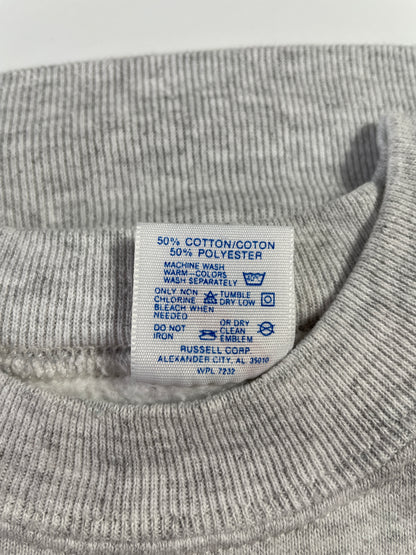 50% COTTON/COTON
50% POLYESTER
MACHINE WASH
WARM-COLORS
WASH SEPARATELY
ONLY NON TUMBLE
CHLORINE DRY LOW
BLEACH WHEN
NEEDED
DO NOT OR DRY
IRON CLEAN
EMBLEM
RUSSELL CORP.
ALEXANDER CITY, AL. 35010
WPL 7232